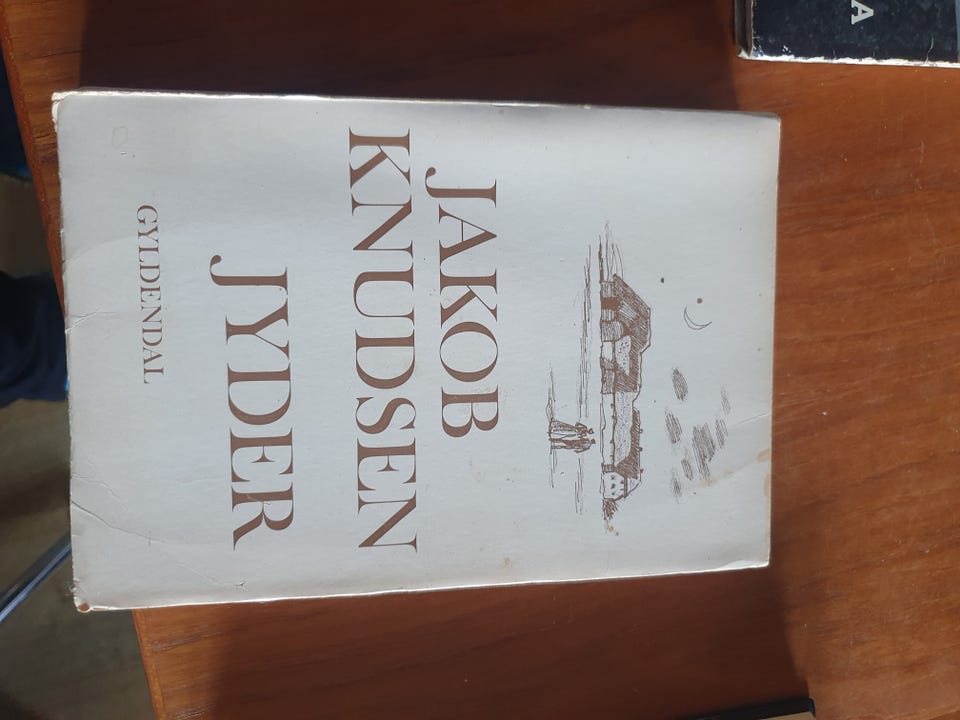 JAKOB
KNUDSEN
JYDER
GYLDENDAL
A